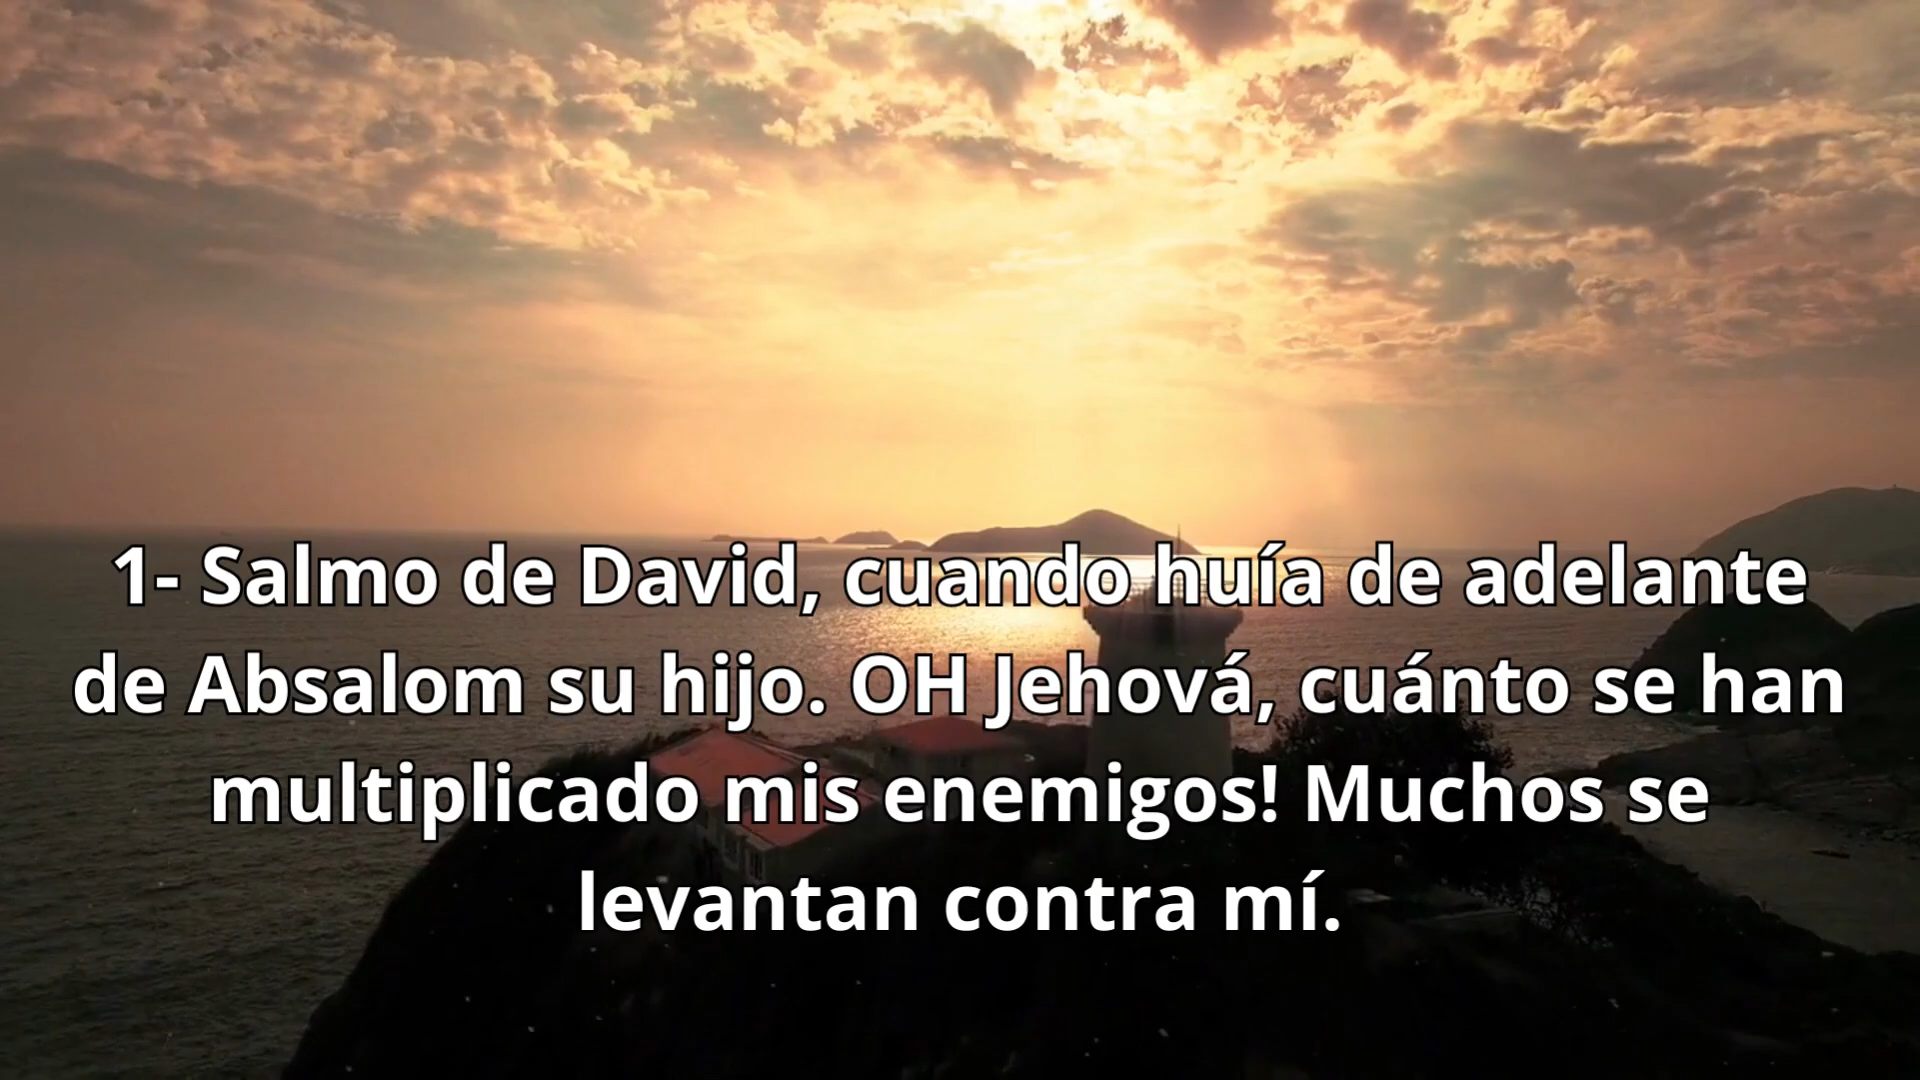 1- Salmo de David, cuando huía de adelante
de Absalom su hijo. OH Jehová, cuánto se han
multiplicado mis enemigos! Muchos se
levantan contra mí.